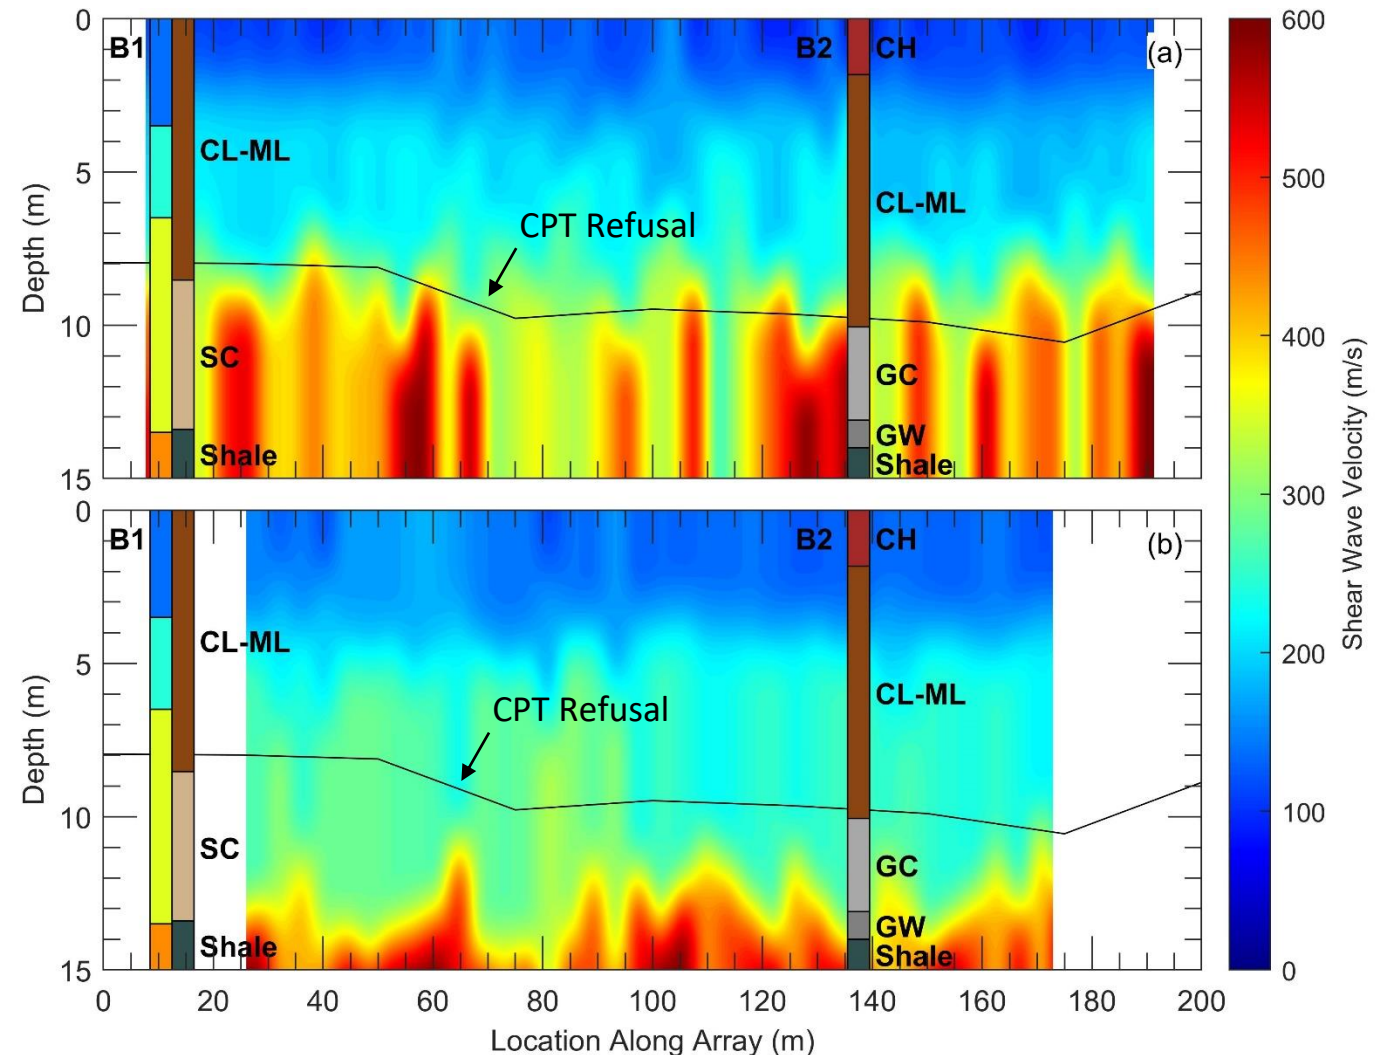 0
B1
B2
CH
(a)
600
CL-ML
5
500
CL-ML
CPT Refusal
Depth (m)
10
400
SC
GC
GW
Shale
Shale
15
0
300
B1
B2
CH
(b)
Shear Wave Velocity (m/s)
CL-ML
5
200
CL-ML
CPT Refusal
Depth (m)
10
100
SC
GC
GW
Shale
Shale
15
0
0 20 40 60 80 100 120 140 160 180 200
Location Along Array (m)